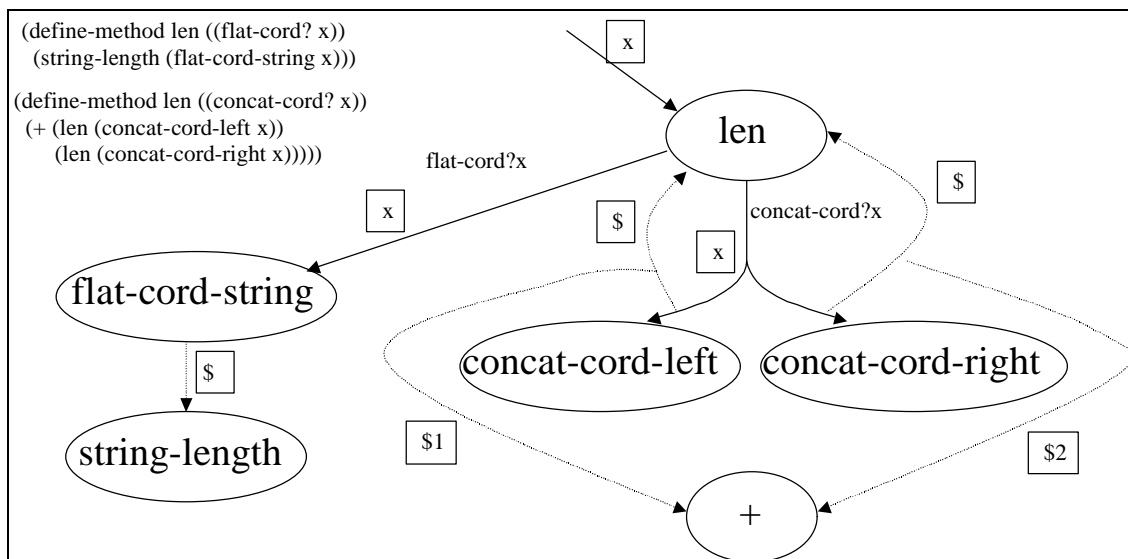 (define-method len ((flat-cord? x))
(string-length (flat-cord-string x)))
(define-method len ((concat-cord? x))
(+ (len (concat-cord-left x))
(len (concat-cord-right x)))))
x
len
flat-cord?x
$
x
$
concat-cord?x
x
flat-cord-string
concat-cord-left
concat-cord-right
$
string-length
$1
$2
+